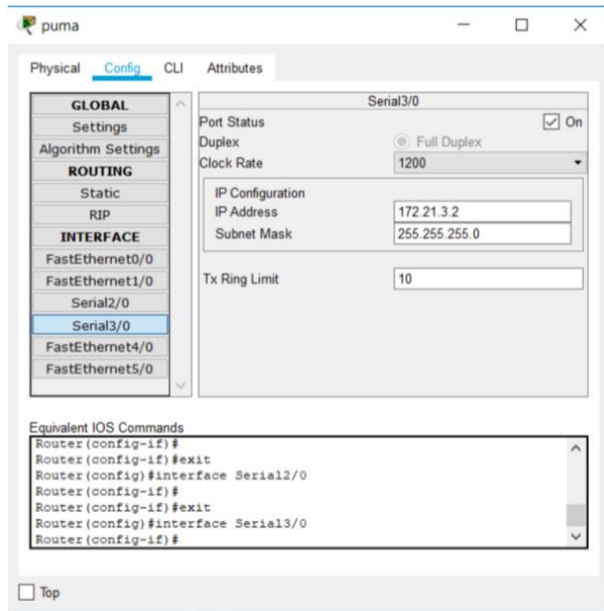 puma
Physical Config CLI Attributes
GLOBAL
Settings
Algorithm Settings
ROUTING
Static
RIP
INTERFACE
FastEthernet0/0
FastEthernet1/0
Serial2/0
Serial3/0
FastEthernet4/0
FastEthernet5/0
Serial3/0
Port Status On
Duplex Full Duplex
Clock Rate 1200
IP Configuration
IP Address 172.21.3.2
Subnet Mask 255.255.255.0
Tx Ring Limit 10
Equivalent IOS Commands
Router(config-if)#
Router(config-if)#exit
Router(config)#interface Serial2/0
Router(config-if)#
Router(config-if)#exit
Router(config)#interface Serial3/0
Router(config-if)#
Top